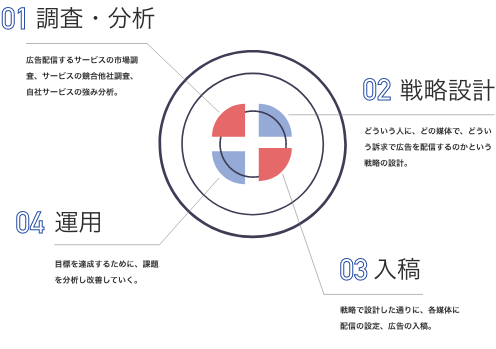 01 調査・分析
広告配信するサービスの市場調
査、サービスの競合他社調査、
自社サービスの強み分析。
02 戦略設計
どういう人に、どの媒体で、どうい
う訴求で広告を配信するのかという
戦略の設計。
03 入稿
戦略で設計した通りに、各媒体に
配信の設定、広告の入稿。
04 運用
目標を達成するために、課題
を分析し改善していく。